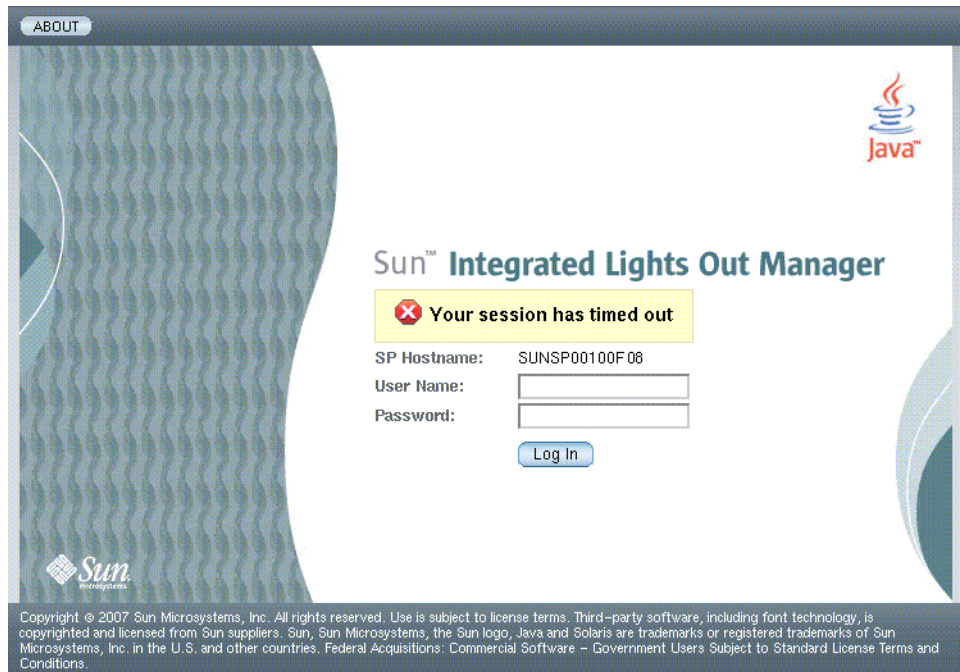 ABOUT
Java™
Sun™ Integrated Lights Out Manager
Your session has timed out
SP Hostname: SUNSP00100F08
User Name:
Password:
Log In
Sun
microsystems
Copyright © 2007 Sun Microsystems, Inc. All rights reserved. Use is subject to license terms. Third-party software, including font technology, is
copyrighted and licensed from Sun suppliers. Sun, Sun Microsystems, the Sun logo, Java and Solaris are trademarks or registered trademarks of Sun
Microsystems, Inc. in the U.S. and other countries. Federal Acquisitions: Commercial Software – Government Users Subject to Standard License Terms and
Conditions.